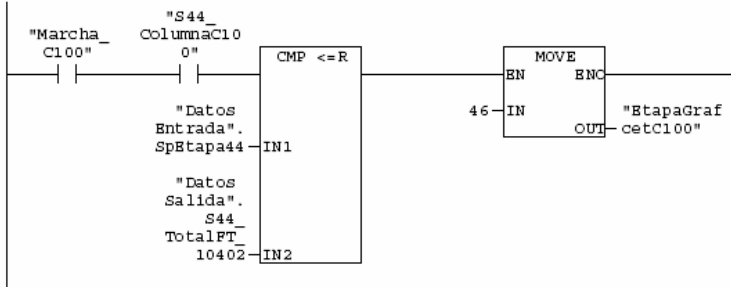 "S44_
"Marcha_
ColumnaC10
C100"
0"
CMP <=R
MOVE
EN
ENO
"Datos
46
IN
"EtapaGraf
Entrada".
OUT
cetC100"
SpEtapa44
IN1
"Datos
Salida".
S44_
TotalFT_
10402
IN2